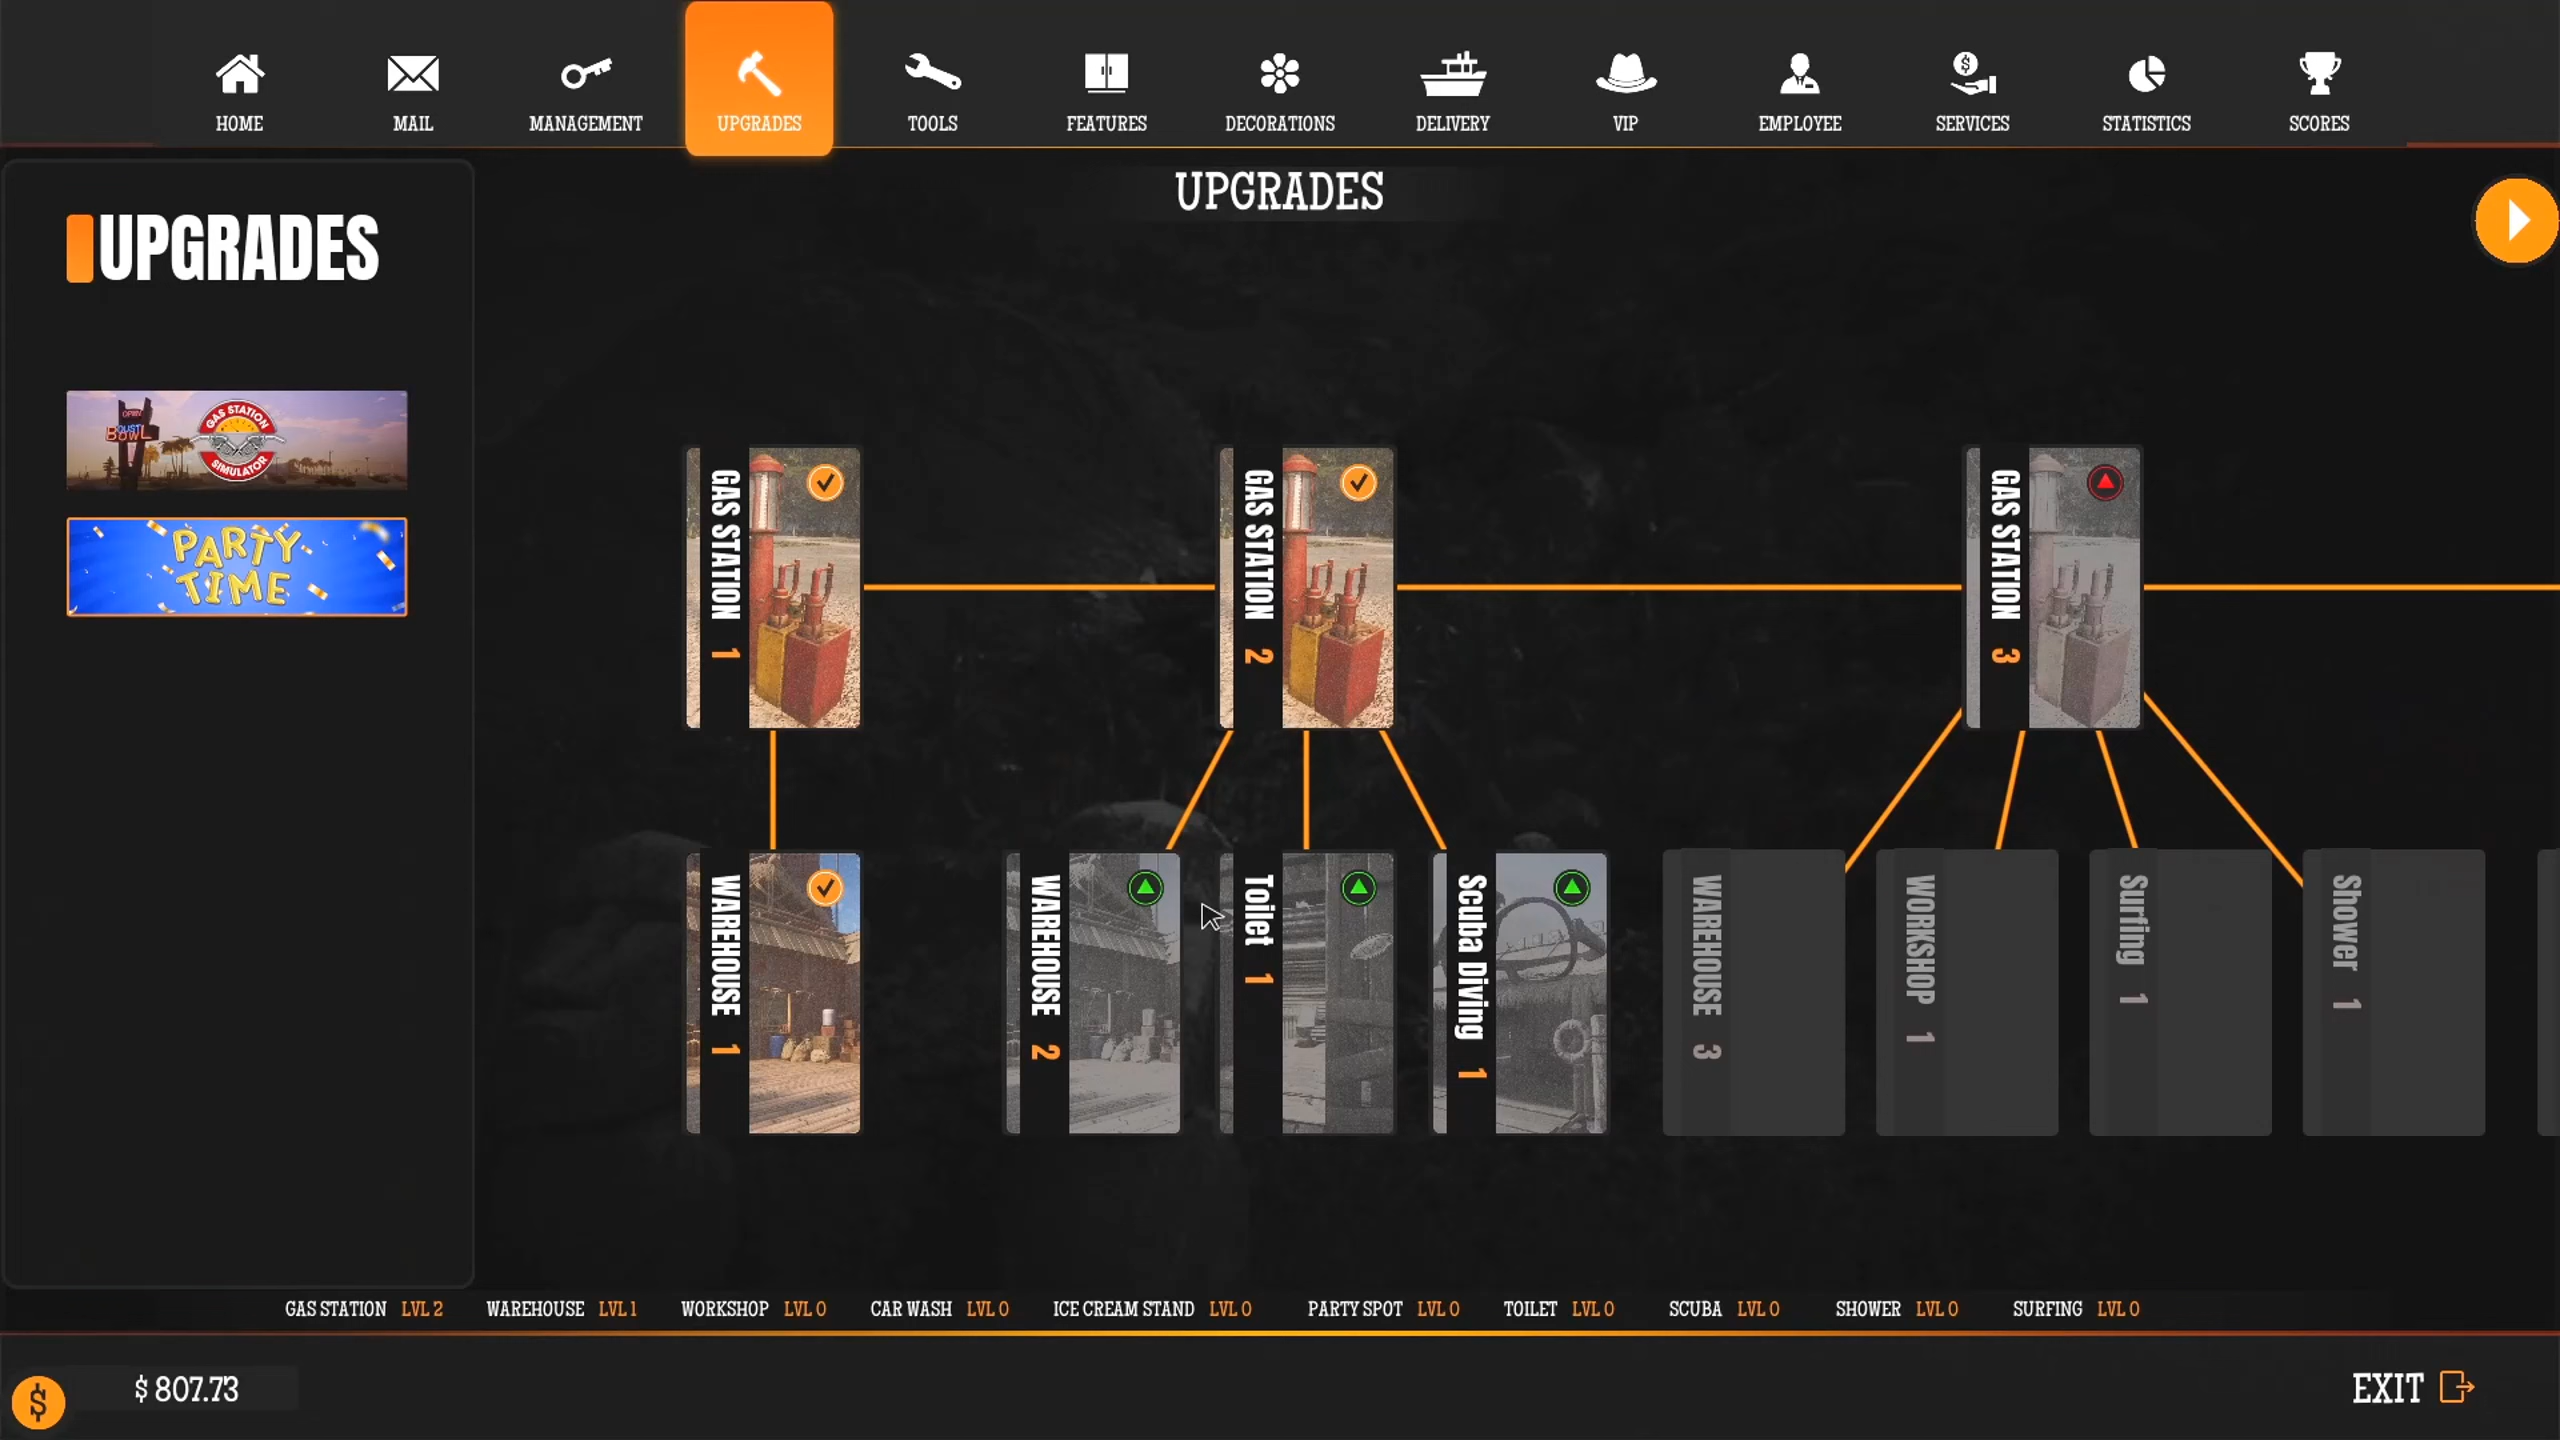 HOME
MAIL
MANAGEMENT
UPGRADES
TOOLS
FEATURES
DECORATIONS
DELIVERY
VIP
EMPLOYEE
SERVICES
STATISTICS
SCORES
UPGRADES
UPGRADES
OPEN
DUSTY
BOWL
GAS STATION
SIMULATOR
PARTY
TIME
GAS STATION 1
GAS STATION 2
GAS STATION 3
WAREHOUSE 1
WAREHOUSE 2
Toilet 1
Scuba Diving 1
WAREHOUSE 3
WORKSHOP 1
Surfing 1
Shower 1
GAS STATION LVL 2
WAREHOUSE LVL 1
WORKSHOP LVL 0
CAR WASH LVL 0
ICE CREAM STAND LVL 0
PARTY SPOT LVL 0
TOILET LVL 0
SCUBA LVL 0
SHOWER LVL 0
SURFING LVL 0
$ 807.73
EXIT